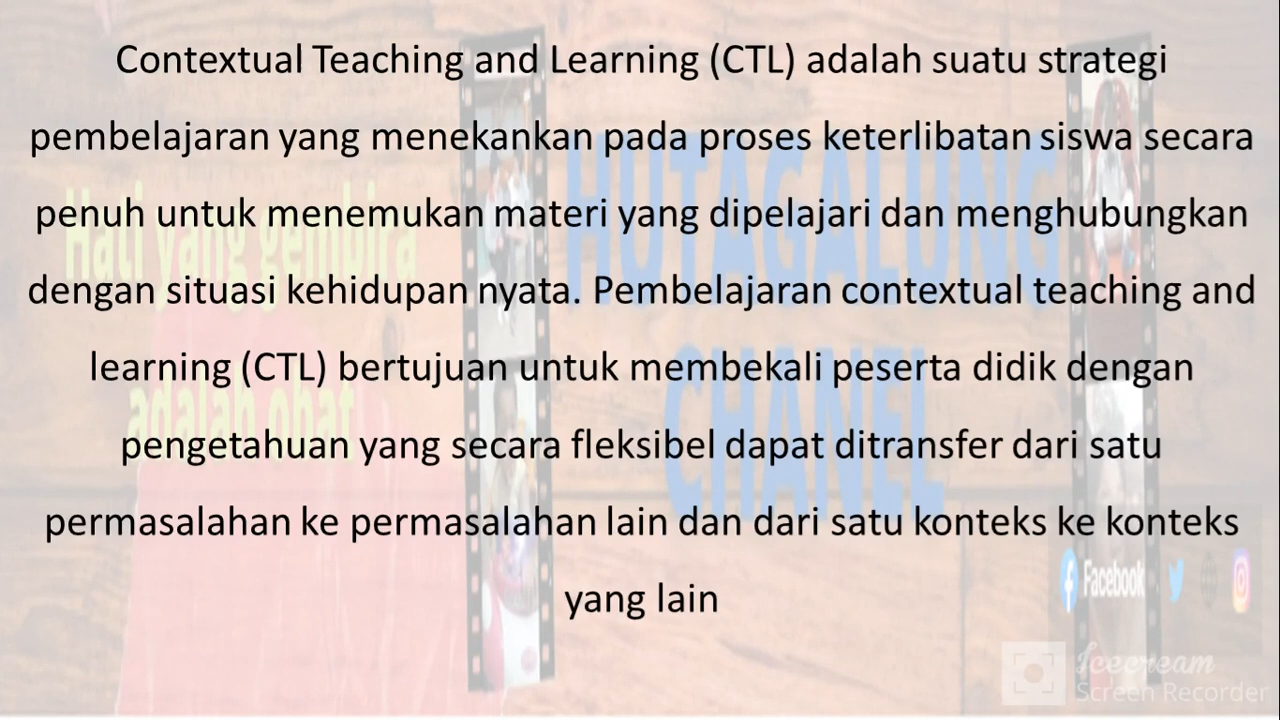 Contextual Teaching and Learning (CTL) adalah suatu strategi
pembelajaran yang menekankan pada proses keterlibatan siswa secara
penuh untuk menemukan materi yang dipelajari dan menghubungkan
dengan situasi kehidupan nyata. Pembelajaran contextual teaching and
learning (CTL) bertujuan untuk membekali peserta didik dengan
pengetahuan yang secara fleksibel dapat ditransfer dari satu
permasalahan ke permasalahan lain dan dari satu konteks ke konteks
yang lain
Hati yang gembira
adalah obat
HUTAGALUNG
CHANEL
Facebook
Icecream
Screen Recorder